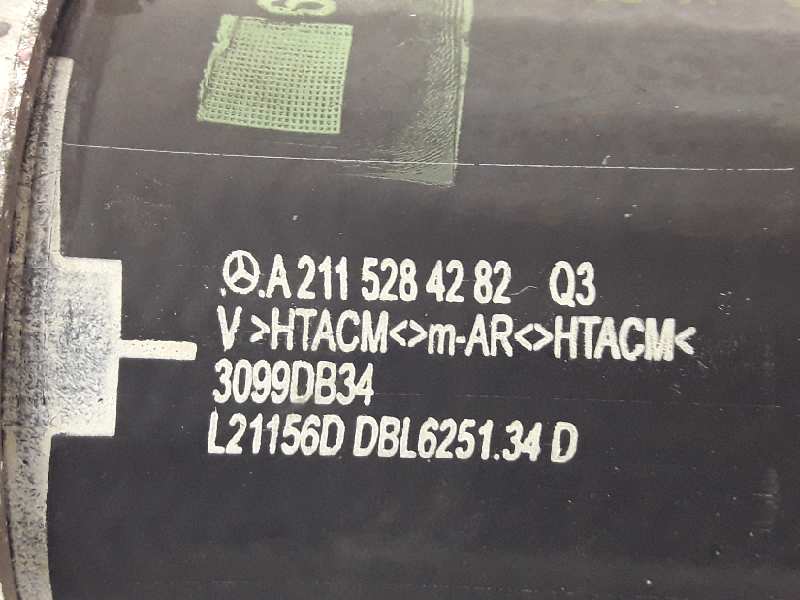 A 211 528 42 82 Q3
V >HTACM<>m-AR<>HTACM<
3099DB34
L21156D DBL6251.34 D